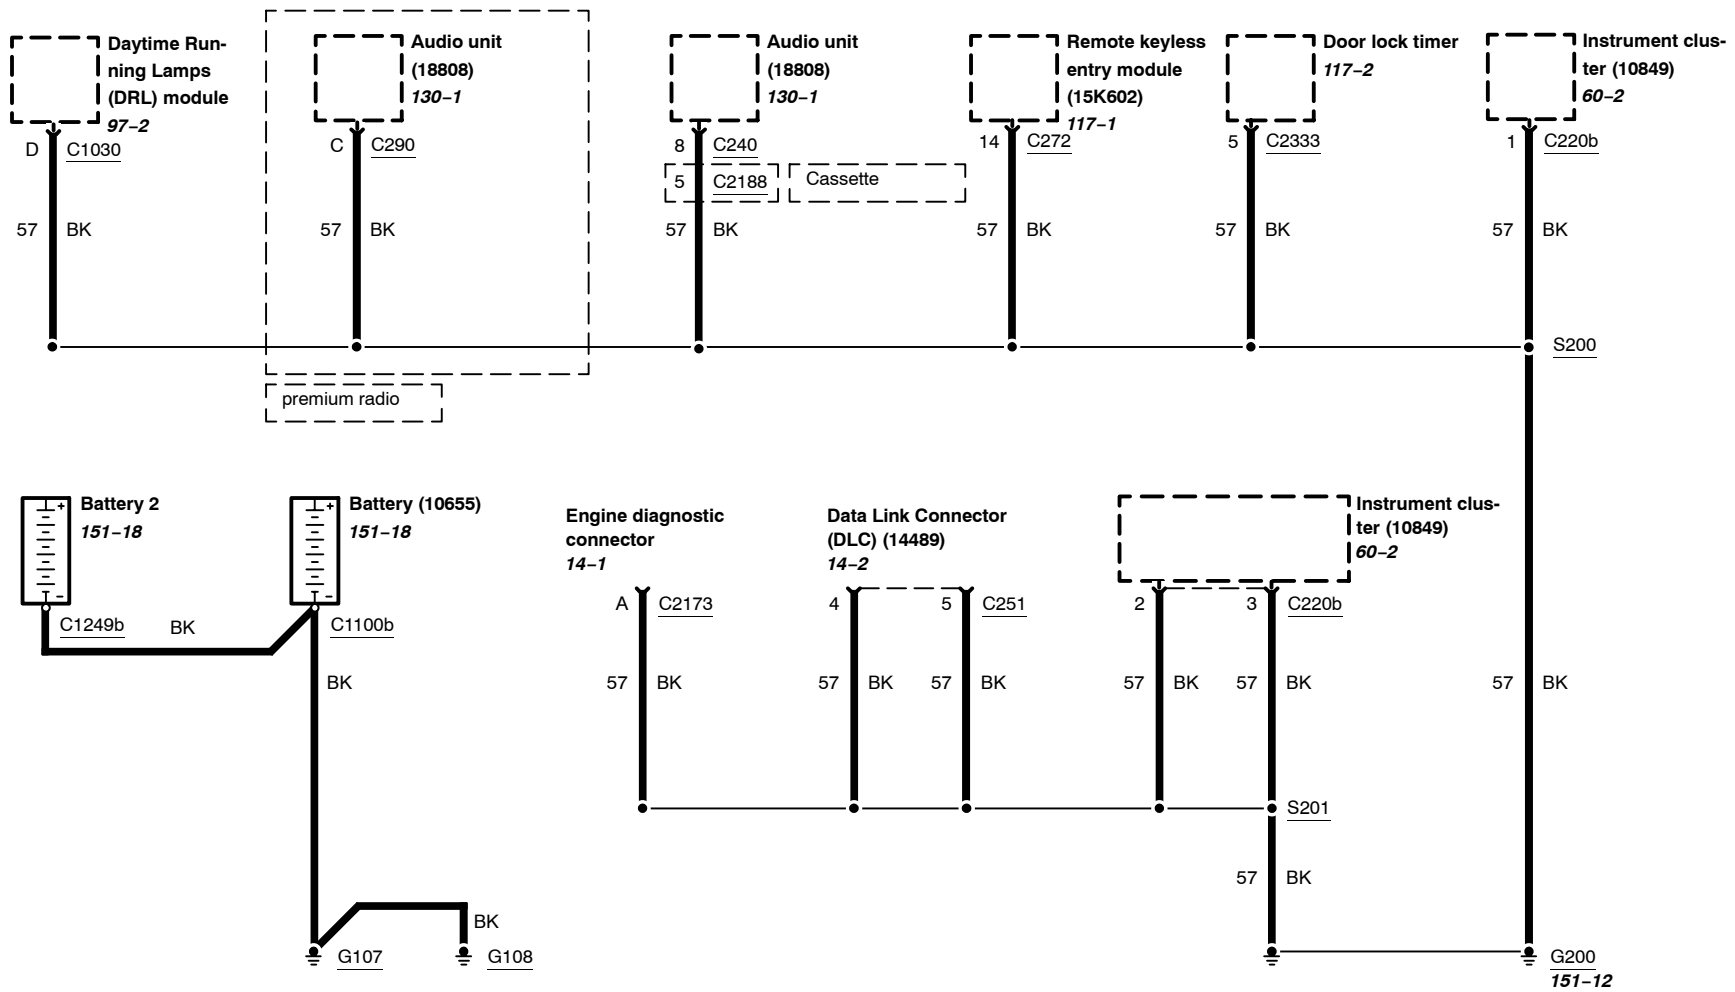 Daytime Run-
ning Lamps
(DRL) module
97−2
D C1030
57 BK
Audio unit
(18808)
130−1
C C290
57 BK
premium radio
Audio unit
(18808)
130−1
8 C240
5 C2188
Cassette
57 BK
Remote keyless
entry module
(15K602)
117−1
14 C272
57 BK
Door lock timer
117−2
5 C2333
57 BK
Instrument clus-
ter (10849)
60−2
1 C220b
57 BK
S200
Battery 2
151−18
+
−
C1249b
BK
Battery (10655)
151−18
+
−
C1100b
BK
BK
G107
G108
Engine diagnostic
connector
14−1
A C2173
57 BK
Data Link Connector
(DLC) (14489)
14−2
4 5 C251
57 BK 57 BK
Instrument clus-
ter (10849)
60−2
2 3 C220b
57 BK 57 BK
57 BK
S201
57 BK
G200
151−12